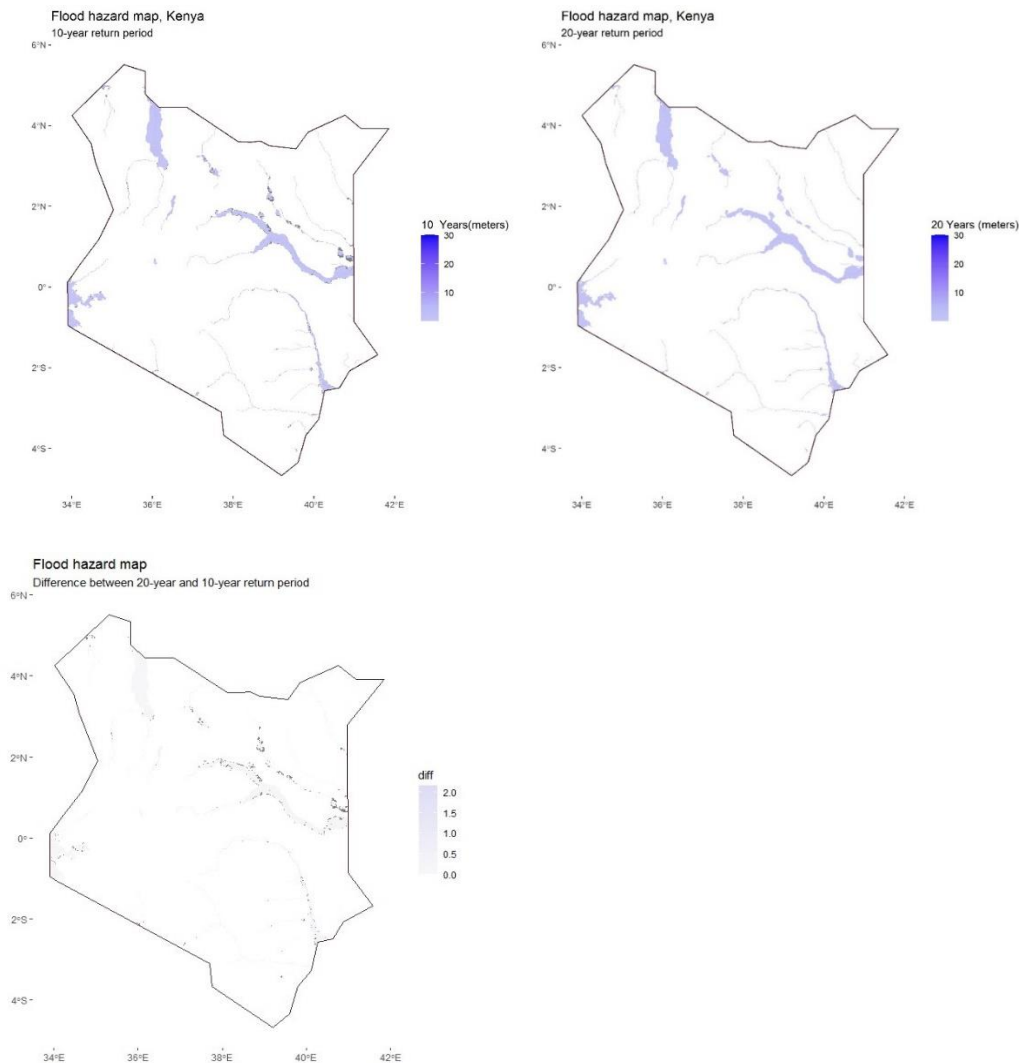 Flood hazard map, Kenya
10-year return period
6°N
4°N
2°N
0°
2°S
4°S
34°E 36°E 38°E 40°E 42°E
10 Years(meters)
30
20
10
Flood hazard map, Kenya
20-year return period
6°N
4°N
2°N
0°
2°S
4°S
34°E 36°E 38°E 40°E 42°E
20 Years (meters)
30
20
10
Flood hazard map
Difference between 20-year and 10-year return period
6°N
4°N
2°N
0°
2°S
4°S
34°E 36°E 38°E 40°E 42°E
diff
2.0
1.5
1.0
0.5
0.0